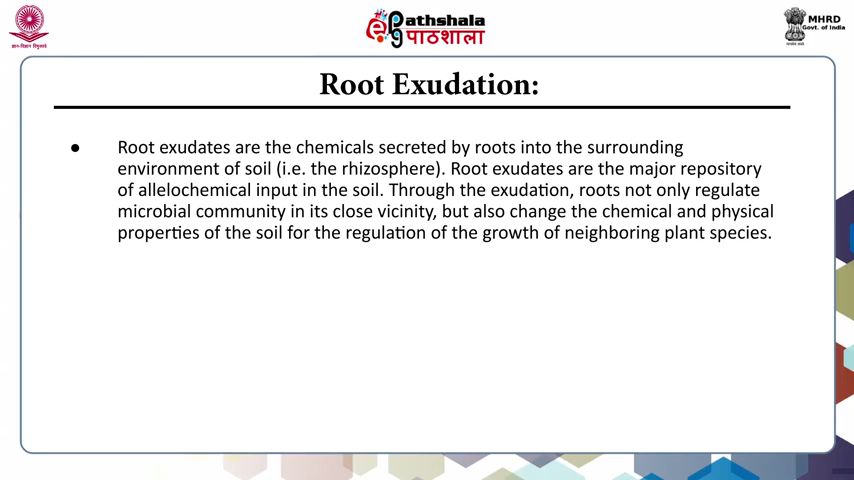 ज्ञान-विज्ञान विमुक्तये
ePathshala
पाठशाला
MHRD
Govt. of India
Root Exudation:
● Root exudates are the chemicals secreted by roots into the surrounding
environment of soil (i.e. the rhizosphere). Root exudates are the major repository
of allelochemical input in the soil. Through the exudation, roots not only regulate
microbial community in its close vicinity, but also change the chemical and physical
properties of the soil for the regulation of the growth of neighboring plant species.